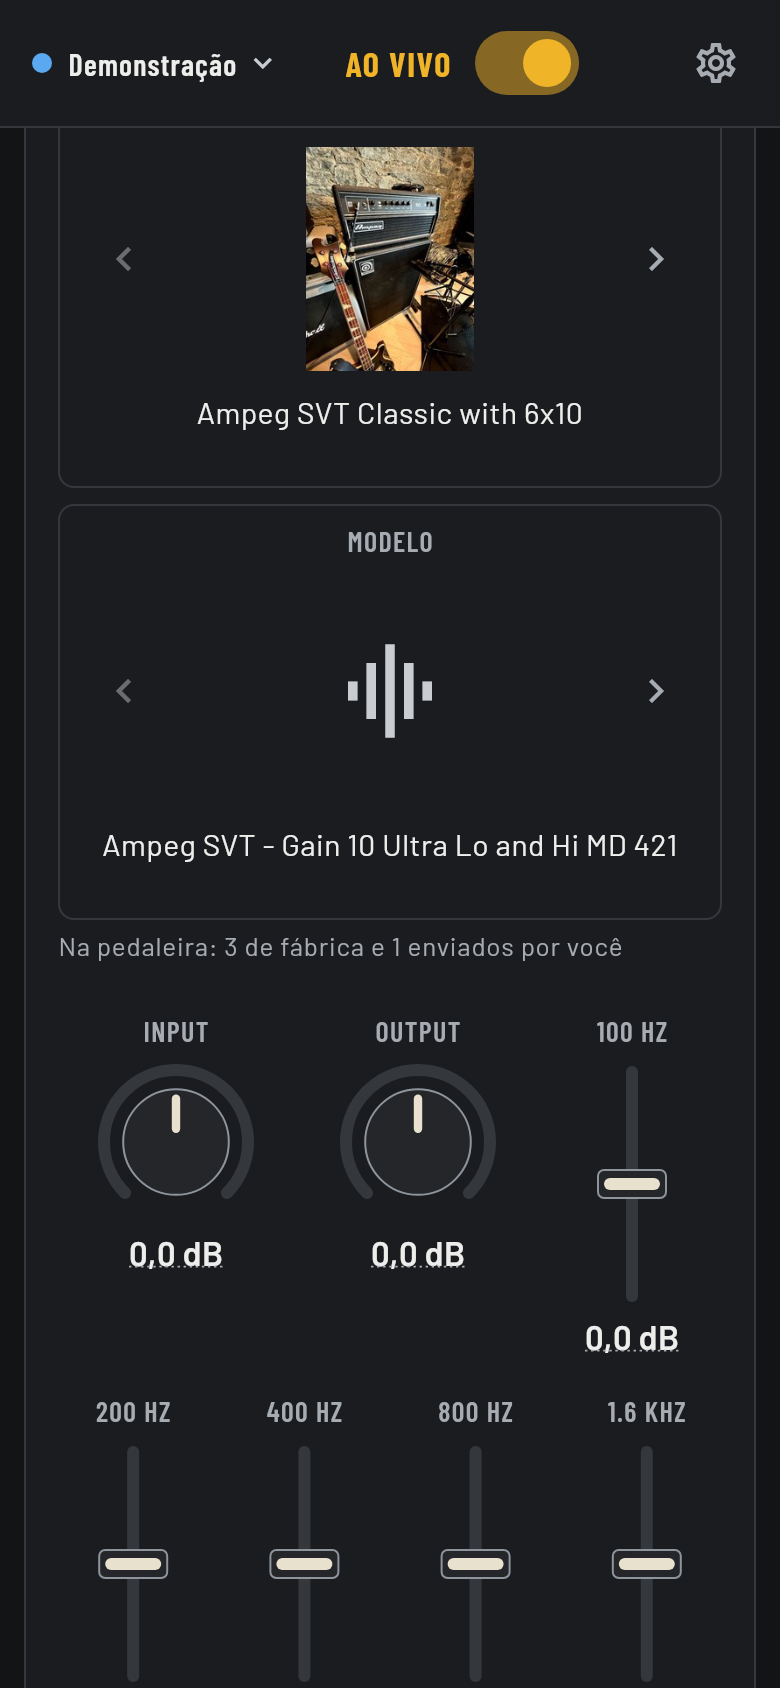 Demonstração
AO VIVO
Ampeg
Ampeg SVT Classic with 6x10
MODELO
Ampeg SVT - Gain 10 Ultra Lo and Hi MD 421
Na pedaleira: 3 de fábrica e 1 enviados por você
INPUT
OUTPUT
100 HZ
0,0 dB
0,0 dB
0,0 dB
200 HZ
400 HZ
800 HZ
1.6 KHZ